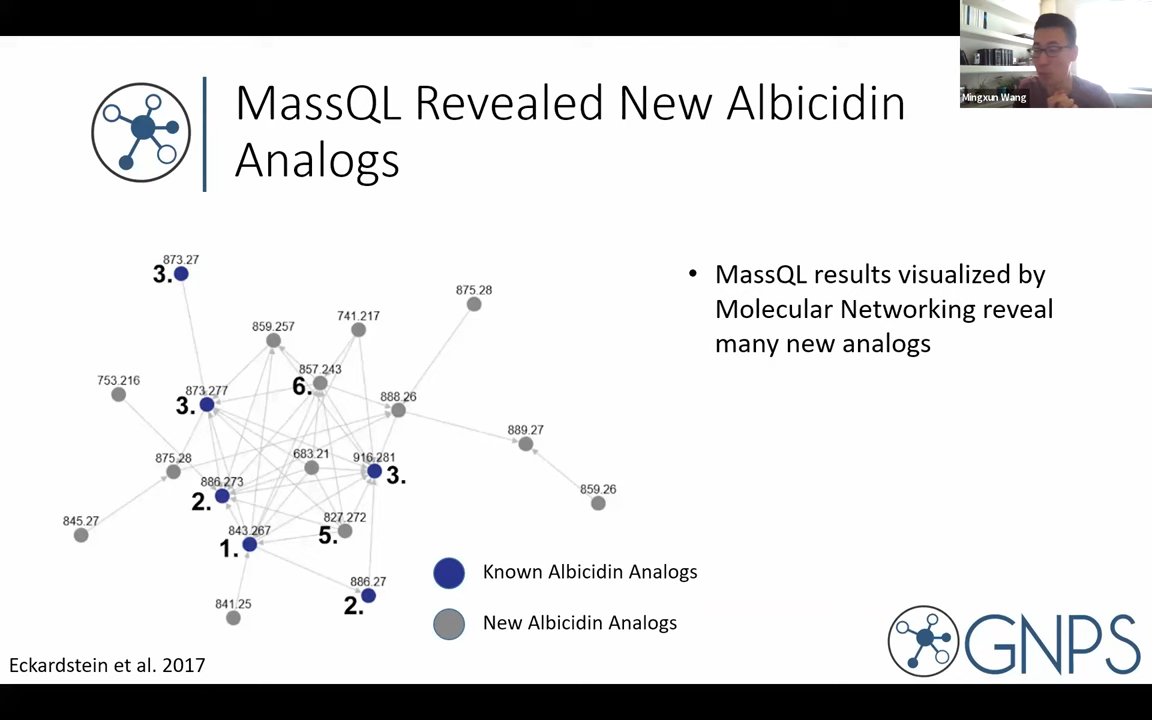 Mingxun Wang
MassQL Revealed New Albicidin
Analogs
873.27
3.
875.28
741.217
859.257
857.243
6.
753.216
873.277
3.
888.26
889.27
875.28
683.21
916.281
3.
886.273
2.
859.26
845.27
827.272
5.
843.267
1.
886.27
2.
841.25
• MassQL results visualized by
Molecular Networking reveal
many new analogs
Known Albicidin Analogs
New Albicidin Analogs
GNPS
Eckardstein et al. 2017